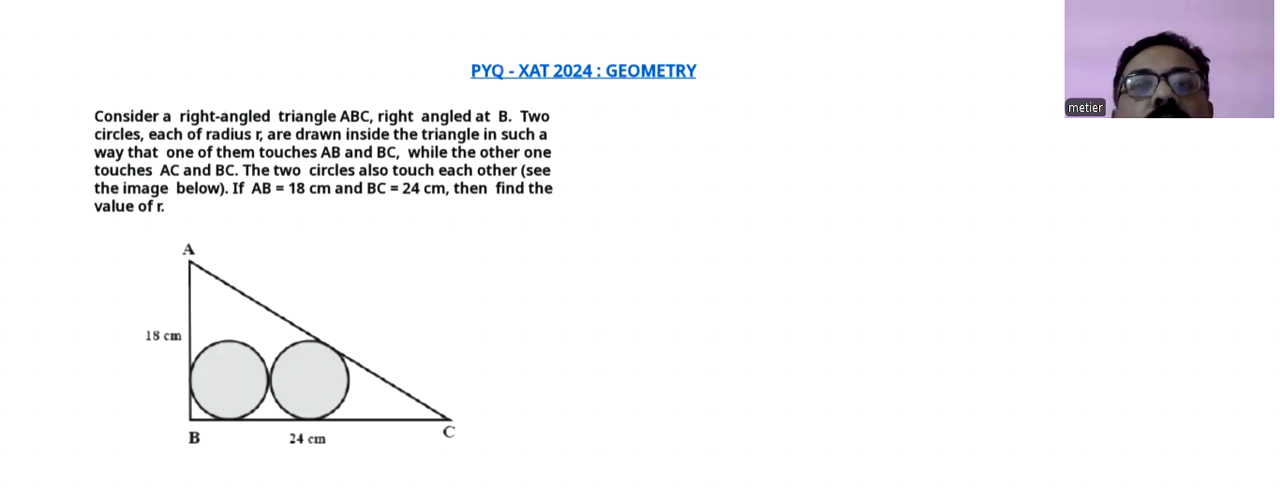 PYQ - XAT 2024 : GEOMETRY
metier
Consider a right-angled triangle ABC, right angled at B. Two
circles, each of radius r, are drawn inside the triangle in such a
way that one of them touches AB and BC, while the other one
touches AC and BC. The two circles also touch each other (see
the image below). If AB = 18 cm and BC = 24 cm, then find the
value of r.
A
18 cm
B
24 cm
C